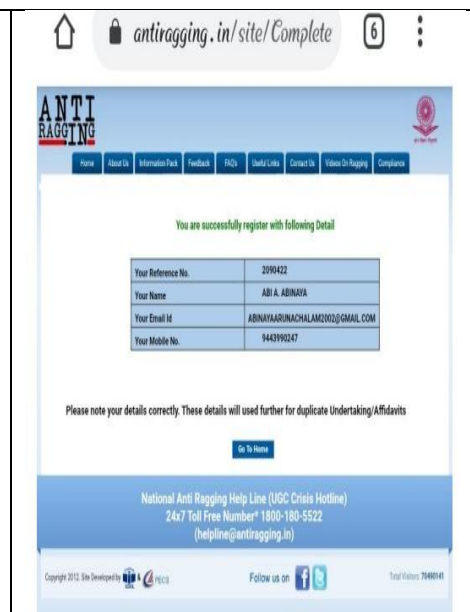 antiragging.in/site/Complete
6
ANTI
RAGGING
Home About Us Information Pack Feedback FAQ's Useful Links Contact Us Videos On Ragging Compliance
You are successfully register with following Detail
Your Reference No. 2090422
Your Name ABI A. ABINAYA
Your Email Id ABINAYAARUNACHALAM2002@GMAIL.COM
Your Mobile No. 9443990247
Please note your details correctly. These details will used further for duplicate Undertaking/Affidavits
Go To Home
National Anti Ragging Help Line (UGC Crisis Hotline)
24x7 Toll Free Number* 1800-180-5522
(helpline@antiragging.in)
Copyright 2012. Site Developed by & PECS Follow us on Total Visitors: 70490141